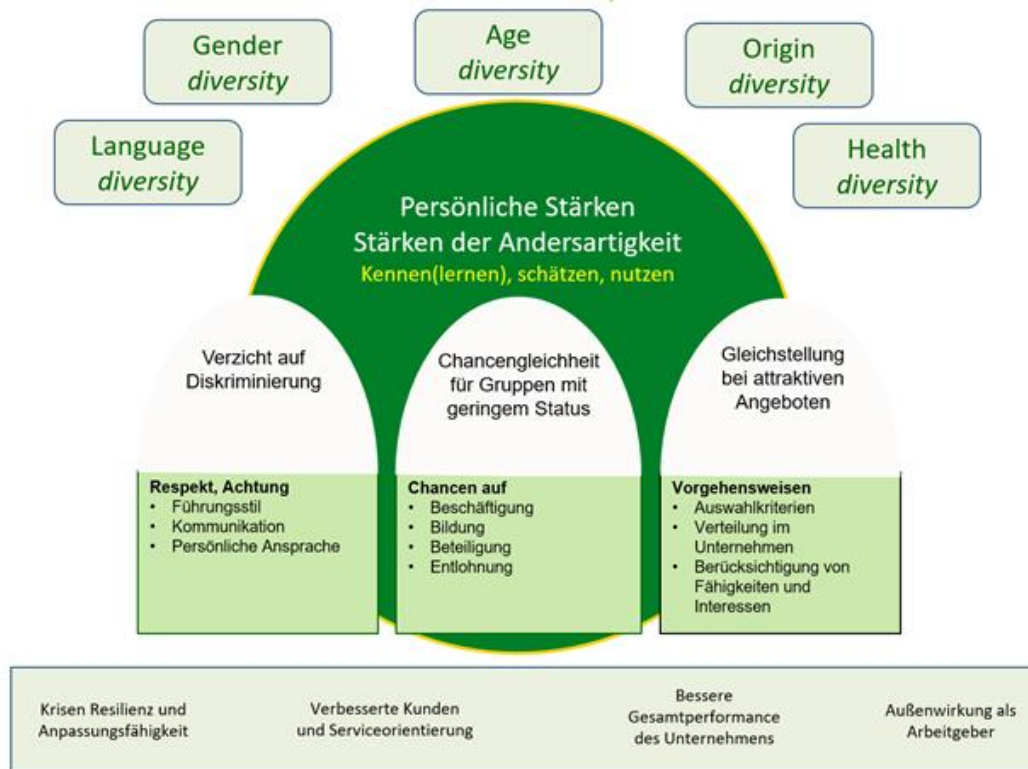 Gender
diversity
Age
diversity
Origin
diversity
Language
diversity
Health
diversity
Persönliche Stärken
Stärken der Andersartigkeit
Kennen(lernen), schätzen, nutzen
Verzicht auf
Diskriminierung
Chancengleichheit
für Gruppen mit
geringem Status
Gleichstellung
bei attraktiven
Angeboten
Respekt, Achtung
• Führungsstil
• Kommunikation
• Persönliche Ansprache
Chancen auf
• Beschäftigung
• Bildung
• Beteiligung
• Entlohnung
Vorgehensweisen
• Auswahlkriterien
• Verteilung im
Unternehmen
• Berücksichtigung von
Fähigkeiten und
Interessen
Krisen Resilienz und
Anpassungsfähigkeit
Verbesserte Kunden
und Serviceorientierung
Bessere
Gesamtperformance
des Unternehmens
Außenwirkung als
Arbeitgeber